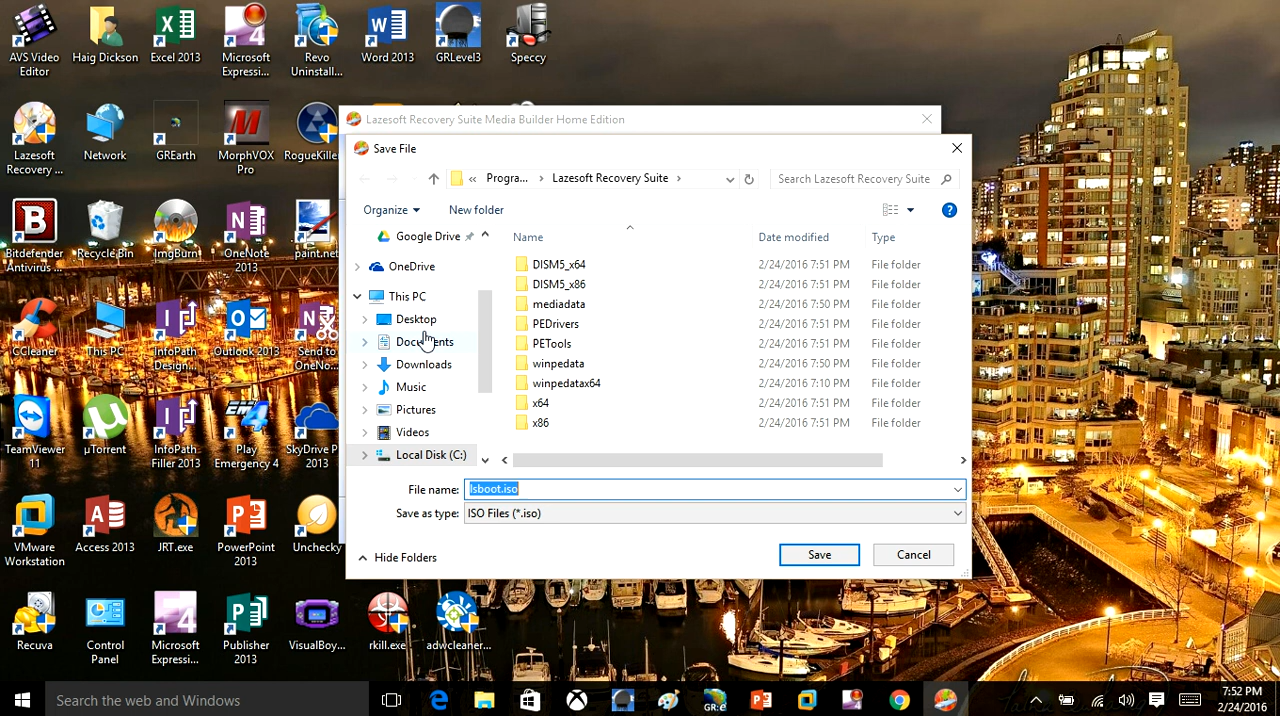 AVS Video
Editor
Haig Dickson
Excel 2013
Microsoft
Expressi...
Revo
Uninstall...
Word 2013
GRLevel3
Speccy
Lazesoft
Recovery ...
Network
GREarth
MorphVOX
Pro
RogueKiller
Bitdefender
Antivirus ...
Recycle Bin
ImgBurn
OneNote
2013
paint.net
CCleaner
This PC
InfoPath
Design...
Outlook 2013
Send to
OneNo...
TeamViewer
11
µTorrent
InfoPath
Filler 2013
Play
Emergency 4
SkyDrive P...
2013
VMware
Workstation
Access 2013
JRT.exe
PowerPoint
2013
Unchecky
Recuva
Control
Panel
Microsoft
Expressi...
Publisher
2013
VisualBoy...
rkill.exe
adwcleaner...
Lazesoft Recovery Suite Media Builder Home Edition
Save File
« Progra... › Lazesoft Recovery Suite ›
Search Lazesoft Recovery Suite
Organize
New folder
Google Drive
OneDrive
This PC
Desktop
Documents
Downloads
Music
Pictures
Videos
Local Disk (C:)
Name Date modified Type
DISM5_x64 2/24/2016 7:51 PM File folder
DISM5_x86 2/24/2016 7:51 PM File folder
mediadata 2/24/2016 7:50 PM File folder
PEDrivers 2/24/2016 7:51 PM File folder
PETools 2/24/2016 7:51 PM File folder
winpedata 2/24/2016 7:50 PM File folder
winpedatax64 2/24/2016 7:10 PM File folder
x64 2/24/2016 7:51 PM File folder
x86 2/24/2016 7:51 PM File folder
File name: lsboot.iso
Save as type: ISO Files (*.iso)
Hide Folders
Save
Cancel
Search the web and Windows
GR:e
7:52 PM
2/24/2016